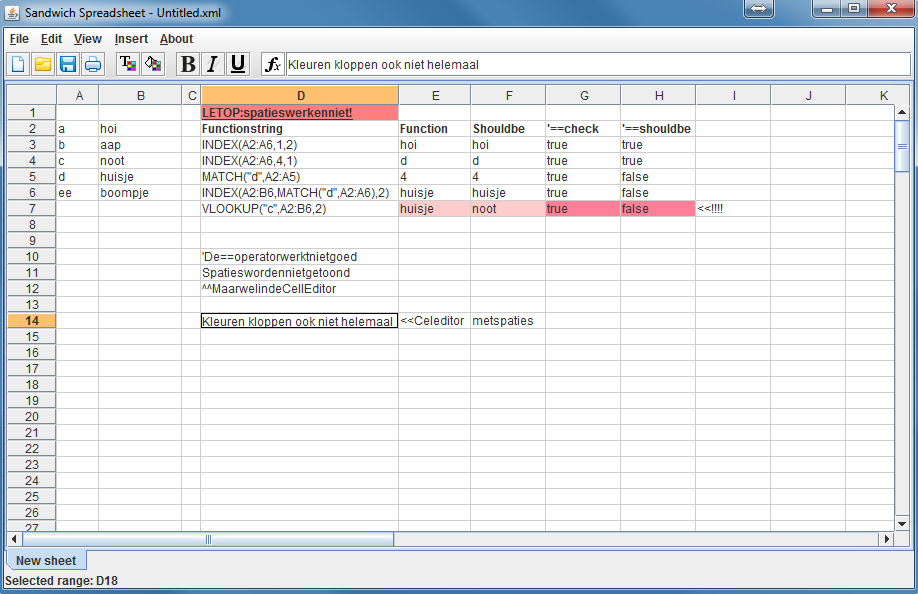 Sandwich Spreadsheet - Untitled.xml
File Edit View Insert About
T B I U fx Kleuren kloppen ook niet helemaal
A B C D E F G H I J K
1 LETOP:spatieswerkenniet!
2 a hoi Functionstring Function Shouldbe '==check '==shouldbe
3 b aap INDEX(A2:A6,1,2) hoi hoi true true
4 c noot INDEX(A2:A6,4,1) d d true true
5 d huisje MATCH("d",A2:A5) 4 4 true false
6 ee boompje INDEX(A2:B6,MATCH("d",A2:A6),2) huisje huisje true false
7 VLOOKUP("c",A2:B6,2) huisje noot true false <<!!!!
8
9
10 'De==operatorwerktnietgoed
11 Spatieswordennietgetoond
12 ^^MaarwelindeCellEditor
13
14 Kleuren kloppen ook niet helemaal <<Celeditor metspaties
15
16
17
18
19
20
21
22
23
24
25
26
27
New sheet
Selected range: D18